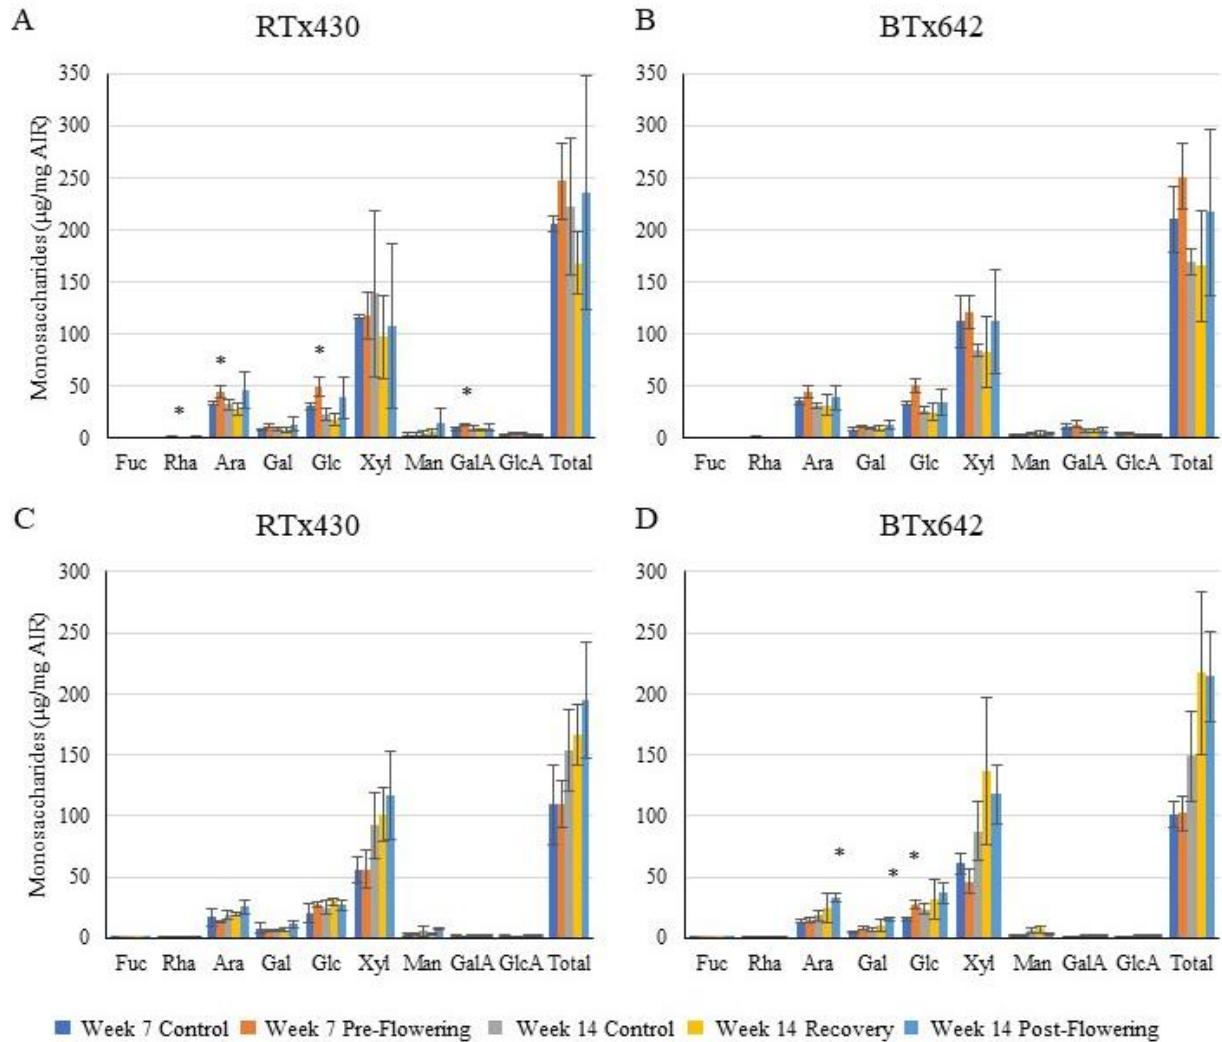 A
RTx430
B
BTx642
Monosaccharides (µg/mg AIR)
350
300
250
200
150
100
50
0
*
*
*
*
Fuc Rha Ara Gal Glc Xyl Man GalA GlcA Total
350
300
250
200
150
100
50
0
Fuc Rha Ara Gal Glc Xyl Man GalA GlcA Total
C
RTx430
D
BTx642
Monosaccharides (µg/mg AIR)
300
250
200
150
100
50
0
Fuc Rha Ara Gal Glc Xyl Man GalA GlcA Total
300
250
200
150
100
50
0
*
*
*
Fuc Rha Ara Gal Glc Xyl Man GalA GlcA Total
Week 7 Control Week 7 Pre-Flowering Week 14 Control Week 14 Recovery Week 14 Post-Flowering